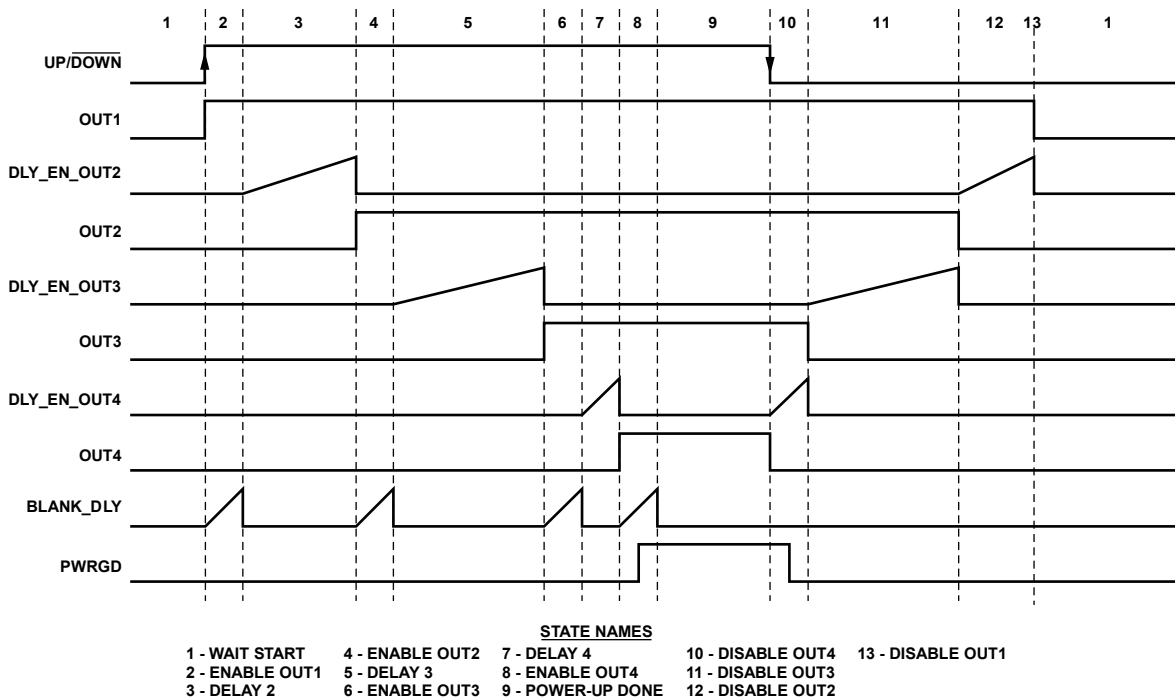 1 2 3 4 5 6 7 8 9 10 11 12 13 1
UP/DOWN
OUT1
DLY_EN_OUT2
OUT2
DLY_EN_OUT3
OUT3
DLY_EN_OUT4
OUT4
BLANK_DLY
PWRGD
STATE NAMES
1 - WAIT START 4 - ENABLE OUT2 7 - DELAY 4 10 - DISABLE OUT4 13 - DISABLE OUT1
2 - ENABLE OUT1 5 - DELAY 3 8 - ENABLE OUT4 11 - DISABLE OUT3
3 - DELAY 2 6 - ENABLE OUT3 9 - POWER-UP DONE 12 - DISABLE OUT2